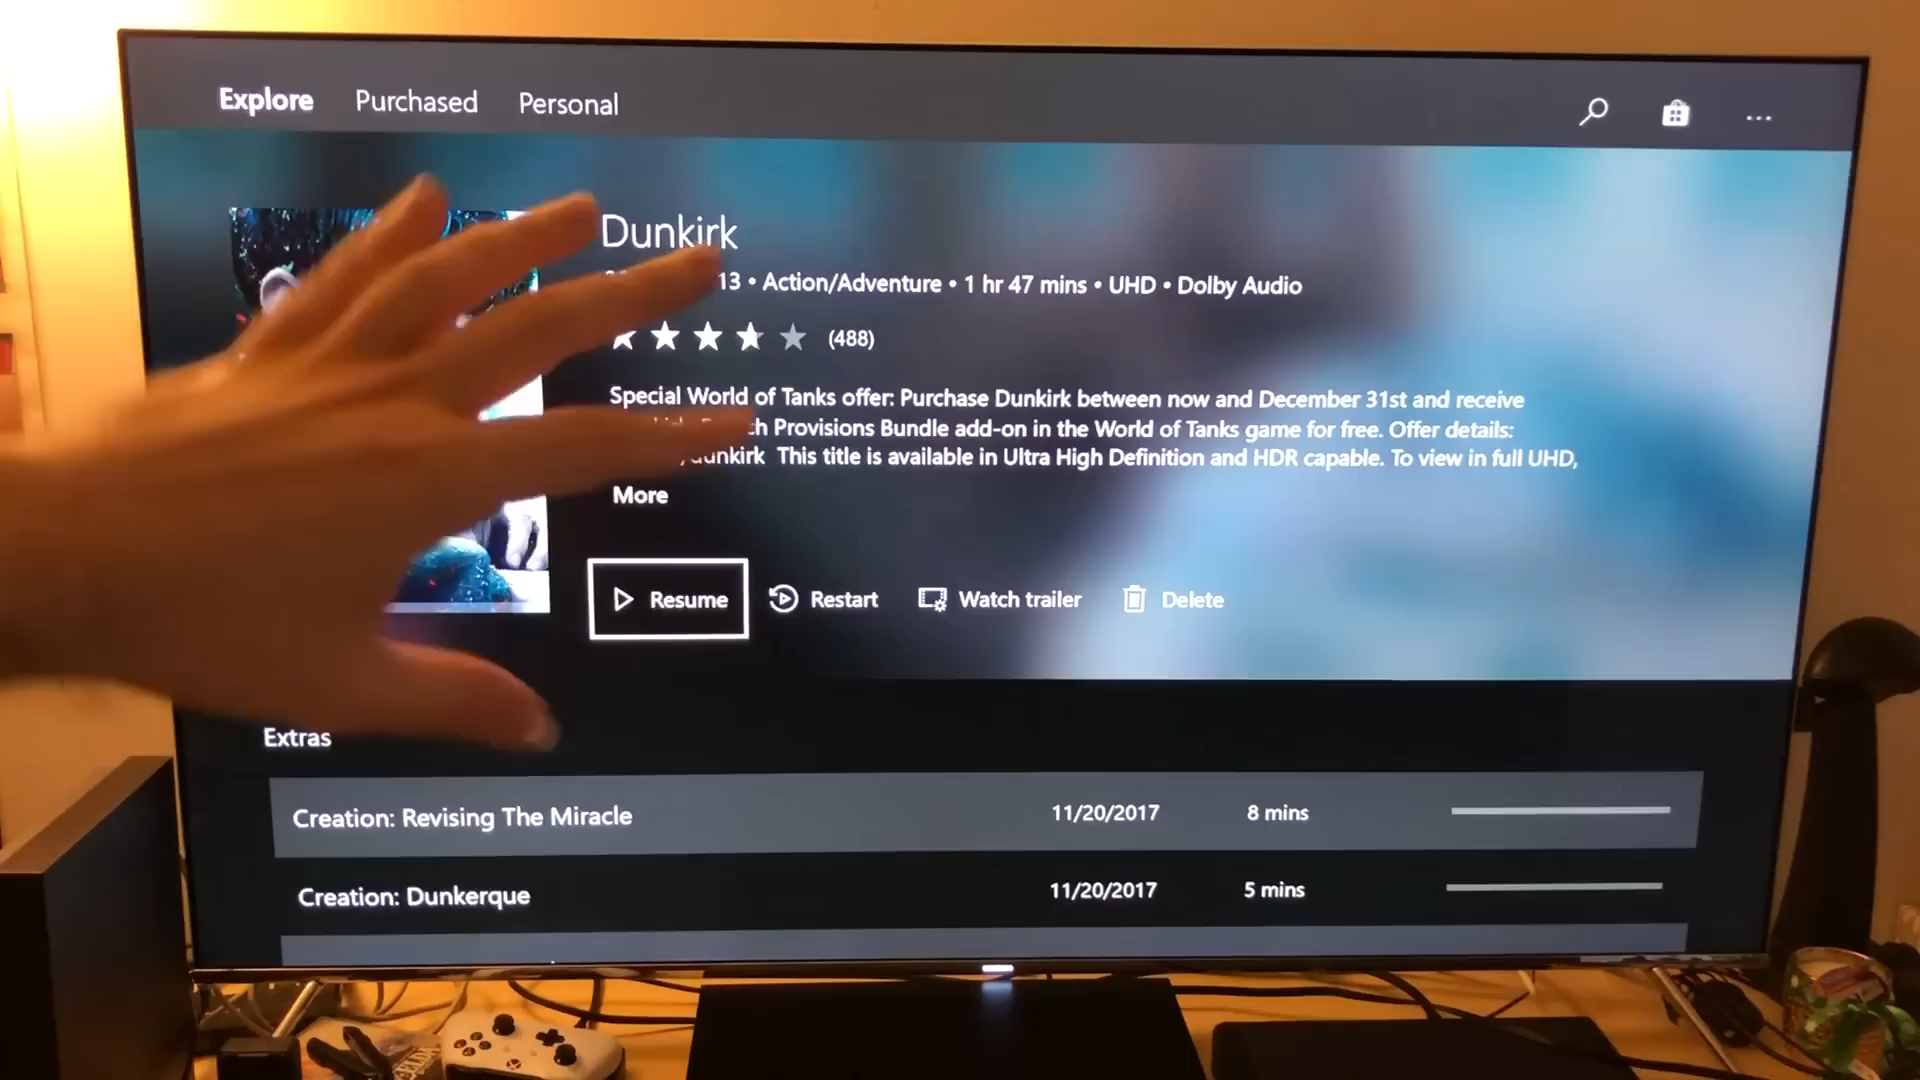 Explore Purchased Personal
Dunkirk
13 • Action/Adventure • 1 hr 47 mins • UHD • Dolby Audio
(488)
Special World of Tanks offer: Purchase Dunkirk between now and December 31st and receive
Provisions Bundle add-on in the World of Tanks game for free. Offer details:
dunkirk This title is available in Ultra High Definition and HDR capable. To view in full UHD,
More
Resume Restart Watch trailer Delete
Extras
Creation: Revising The Miracle 11/20/2017 8 mins
Creation: Dunkerque 11/20/2017 5 mins